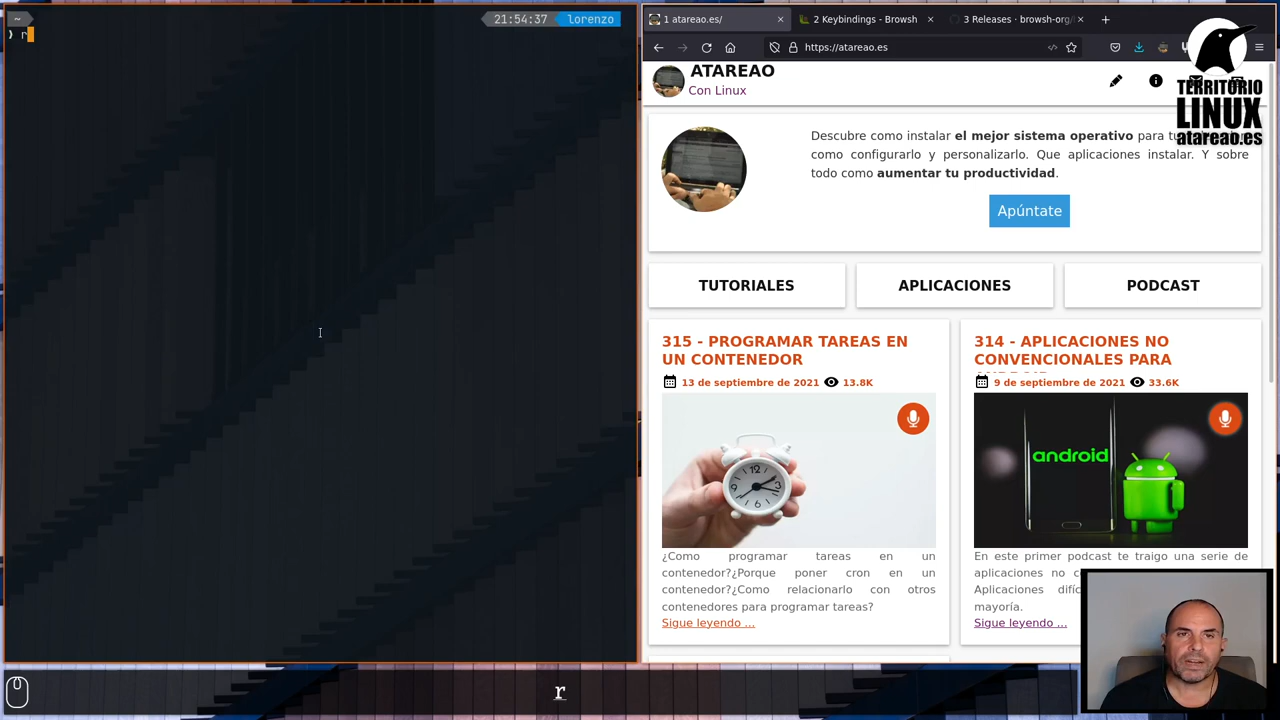 ~
21:54:37
lorenzo
❯ r
1 atareao.es/
2 Keybindings - Browsh
3 Releases · browsh-org/
https://atareao.es
ATAREAO
Con Linux
TERRITORIO
LINUX
atareao.es
Descubre como instalar el mejor sistema operativo para
como configurarlo y personalizarlo. Que aplicaciones instalar. Y sobre
todo como aumentar tu productividad.
Apúntate
TUTORIALES
APLICACIONES
PODCAST
315 - PROGRAMAR TAREAS EN
UN CONTENEDOR
13 de septiembre de 2021 13.8K
¿Como programar tareas en un
contenedor?¿Porque poner cron en un
contenedor?¿Como relacionarlo con otros
contenedores para programar tareas?
Sigue leyendo ...
314 - APLICACIONES NO
CONVENCIONALES PARA
9 de septiembre de 2021 33.6K
android
En este primer podcast te traigo una serie de
aplicaciones no
Aplicaciones
mayoría.
Sigue leyendo ...
r